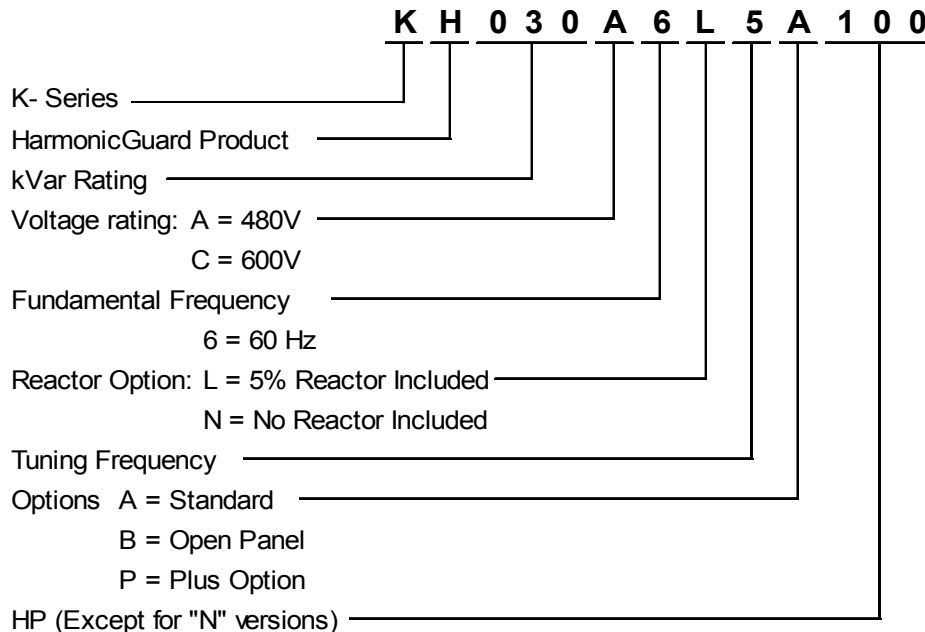 K H 0 3 0 A 6 L 5 A 1 0 0
K- Series
HarmonicGuard Product
kVar Rating
Voltage rating: A = 480V
C = 600V
Fundamental Frequency
6 = 60 Hz
Reactor Option: L = 5% Reactor Included
N = No Reactor Included
Tuning Frequency
Options A = Standard
B = Open Panel
P = Plus Option
HP (Except for "N" versions)